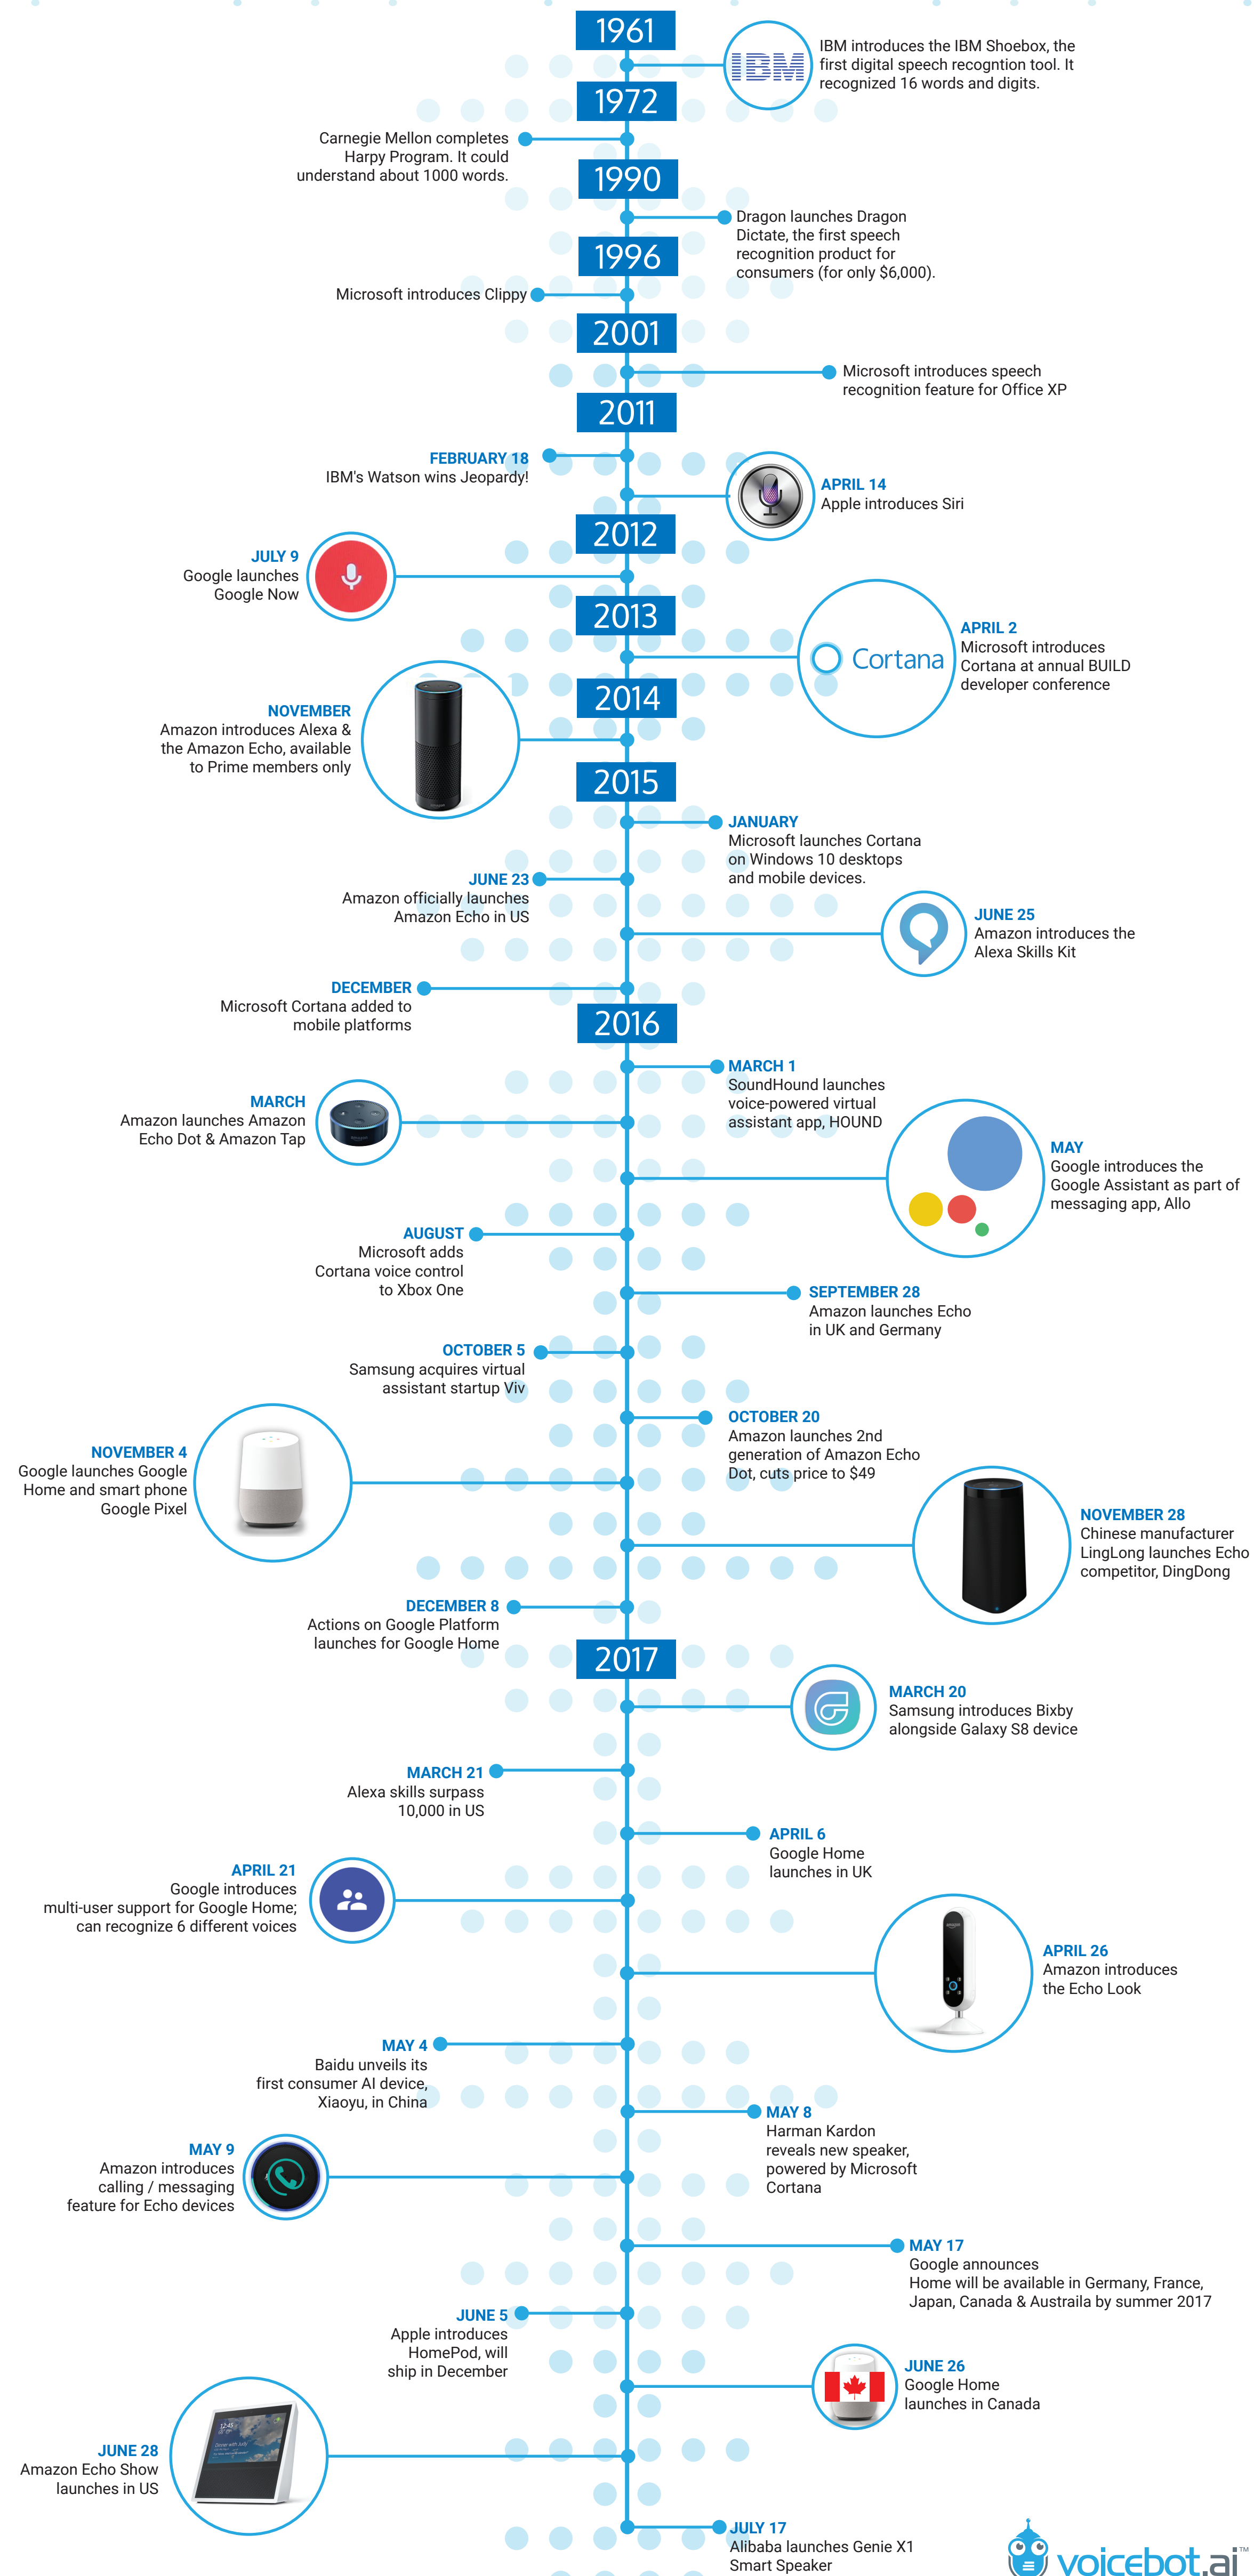 1961
IBM
IBM introduces the IBM Shoebox, the
first digital speech recogntion tool. It
recognized 16 words and digits.
1972
Carnegie Mellon completes
Harpy Program. It could
understand about 1000 words.
1990
Dragon launches Dragon
Dictate, the first speech
recognition product for
consumers (for only $6,000).
1996
Microsoft introduces Clippy
2001
Microsoft introduces speech
recognition feature for Office XP
2011
FEBRUARY 18
IBM's Watson wins Jeopardy!
APRIL 14
Apple introduces Siri
2012
JULY 9
Google launches
Google Now
2013
Cortana
APRIL 2
Microsoft introduces
Cortana at annual BUILD
developer conference
2014
NOVEMBER
Amazon introduces Alexa &
the Amazon Echo, available
to Prime members only
2015
JANUARY
Microsoft launches Cortana
on Windows 10 desktops
and mobile devices.
JUNE 23
Amazon officially launches
Amazon Echo in US
JUNE 25
Amazon introduces the
Alexa Skills Kit
DECEMBER
Microsoft Cortana added to
mobile platforms
2016
MARCH 1
SoundHound launches
voice-powered virtual
assistant app, HOUND
MARCH
Amazon launches Amazon
Echo Dot & Amazon Tap
MAY
Google introduces the
Google Assistant as part of
messaging app, Allo
AUGUST
Microsoft adds
Cortana voice control
to Xbox One
SEPTEMBER 28
Amazon launches Echo
in UK and Germany
OCTOBER 5
Samsung acquires virtual
assistant startup Viv
OCTOBER 20
Amazon launches 2nd
generation of Amazon Echo
Dot, cuts price to $49
NOVEMBER 4
Google launches Google
Home and smart phone
Google Pixel
NOVEMBER 28
Chinese manufacturer
LingLong launches Echo
competitor, DingDong
DECEMBER 8
Actions on Google Platform
launches for Google Home
2017
MARCH 20
Samsung introduces Bixby
alongside Galaxy S8 device
MARCH 21
Alexa skills surpass
10,000 in US
APRIL 6
Google Home
launches in UK
APRIL 21
Google introduces
multi-user support for Google Home;
can recognize 6 different voices
APRIL 26
Amazon introduces
the Echo Look
MAY 4
Baidu unveils its
first consumer AI device,
Xiaoyu, in China
MAY 8
Harman Kardon
reveals new speaker,
powered by Microsoft
Cortana
MAY 9
Amazon introduces
calling / messaging
feature for Echo devices
MAY 17
Google announces
Home will be available in Germany, France,
Japan, Canada & Austraila by summer 2017
JUNE 5
Apple introduces
HomePod, will
ship in December
JUNE 26
Google Home
launches in Canada
12:45
Dinner with Judy
JUNE 28
Amazon Echo Show
launches in US
JULY 17
Alibaba launches Genie X1
Smart Speaker
voicebot.ai™